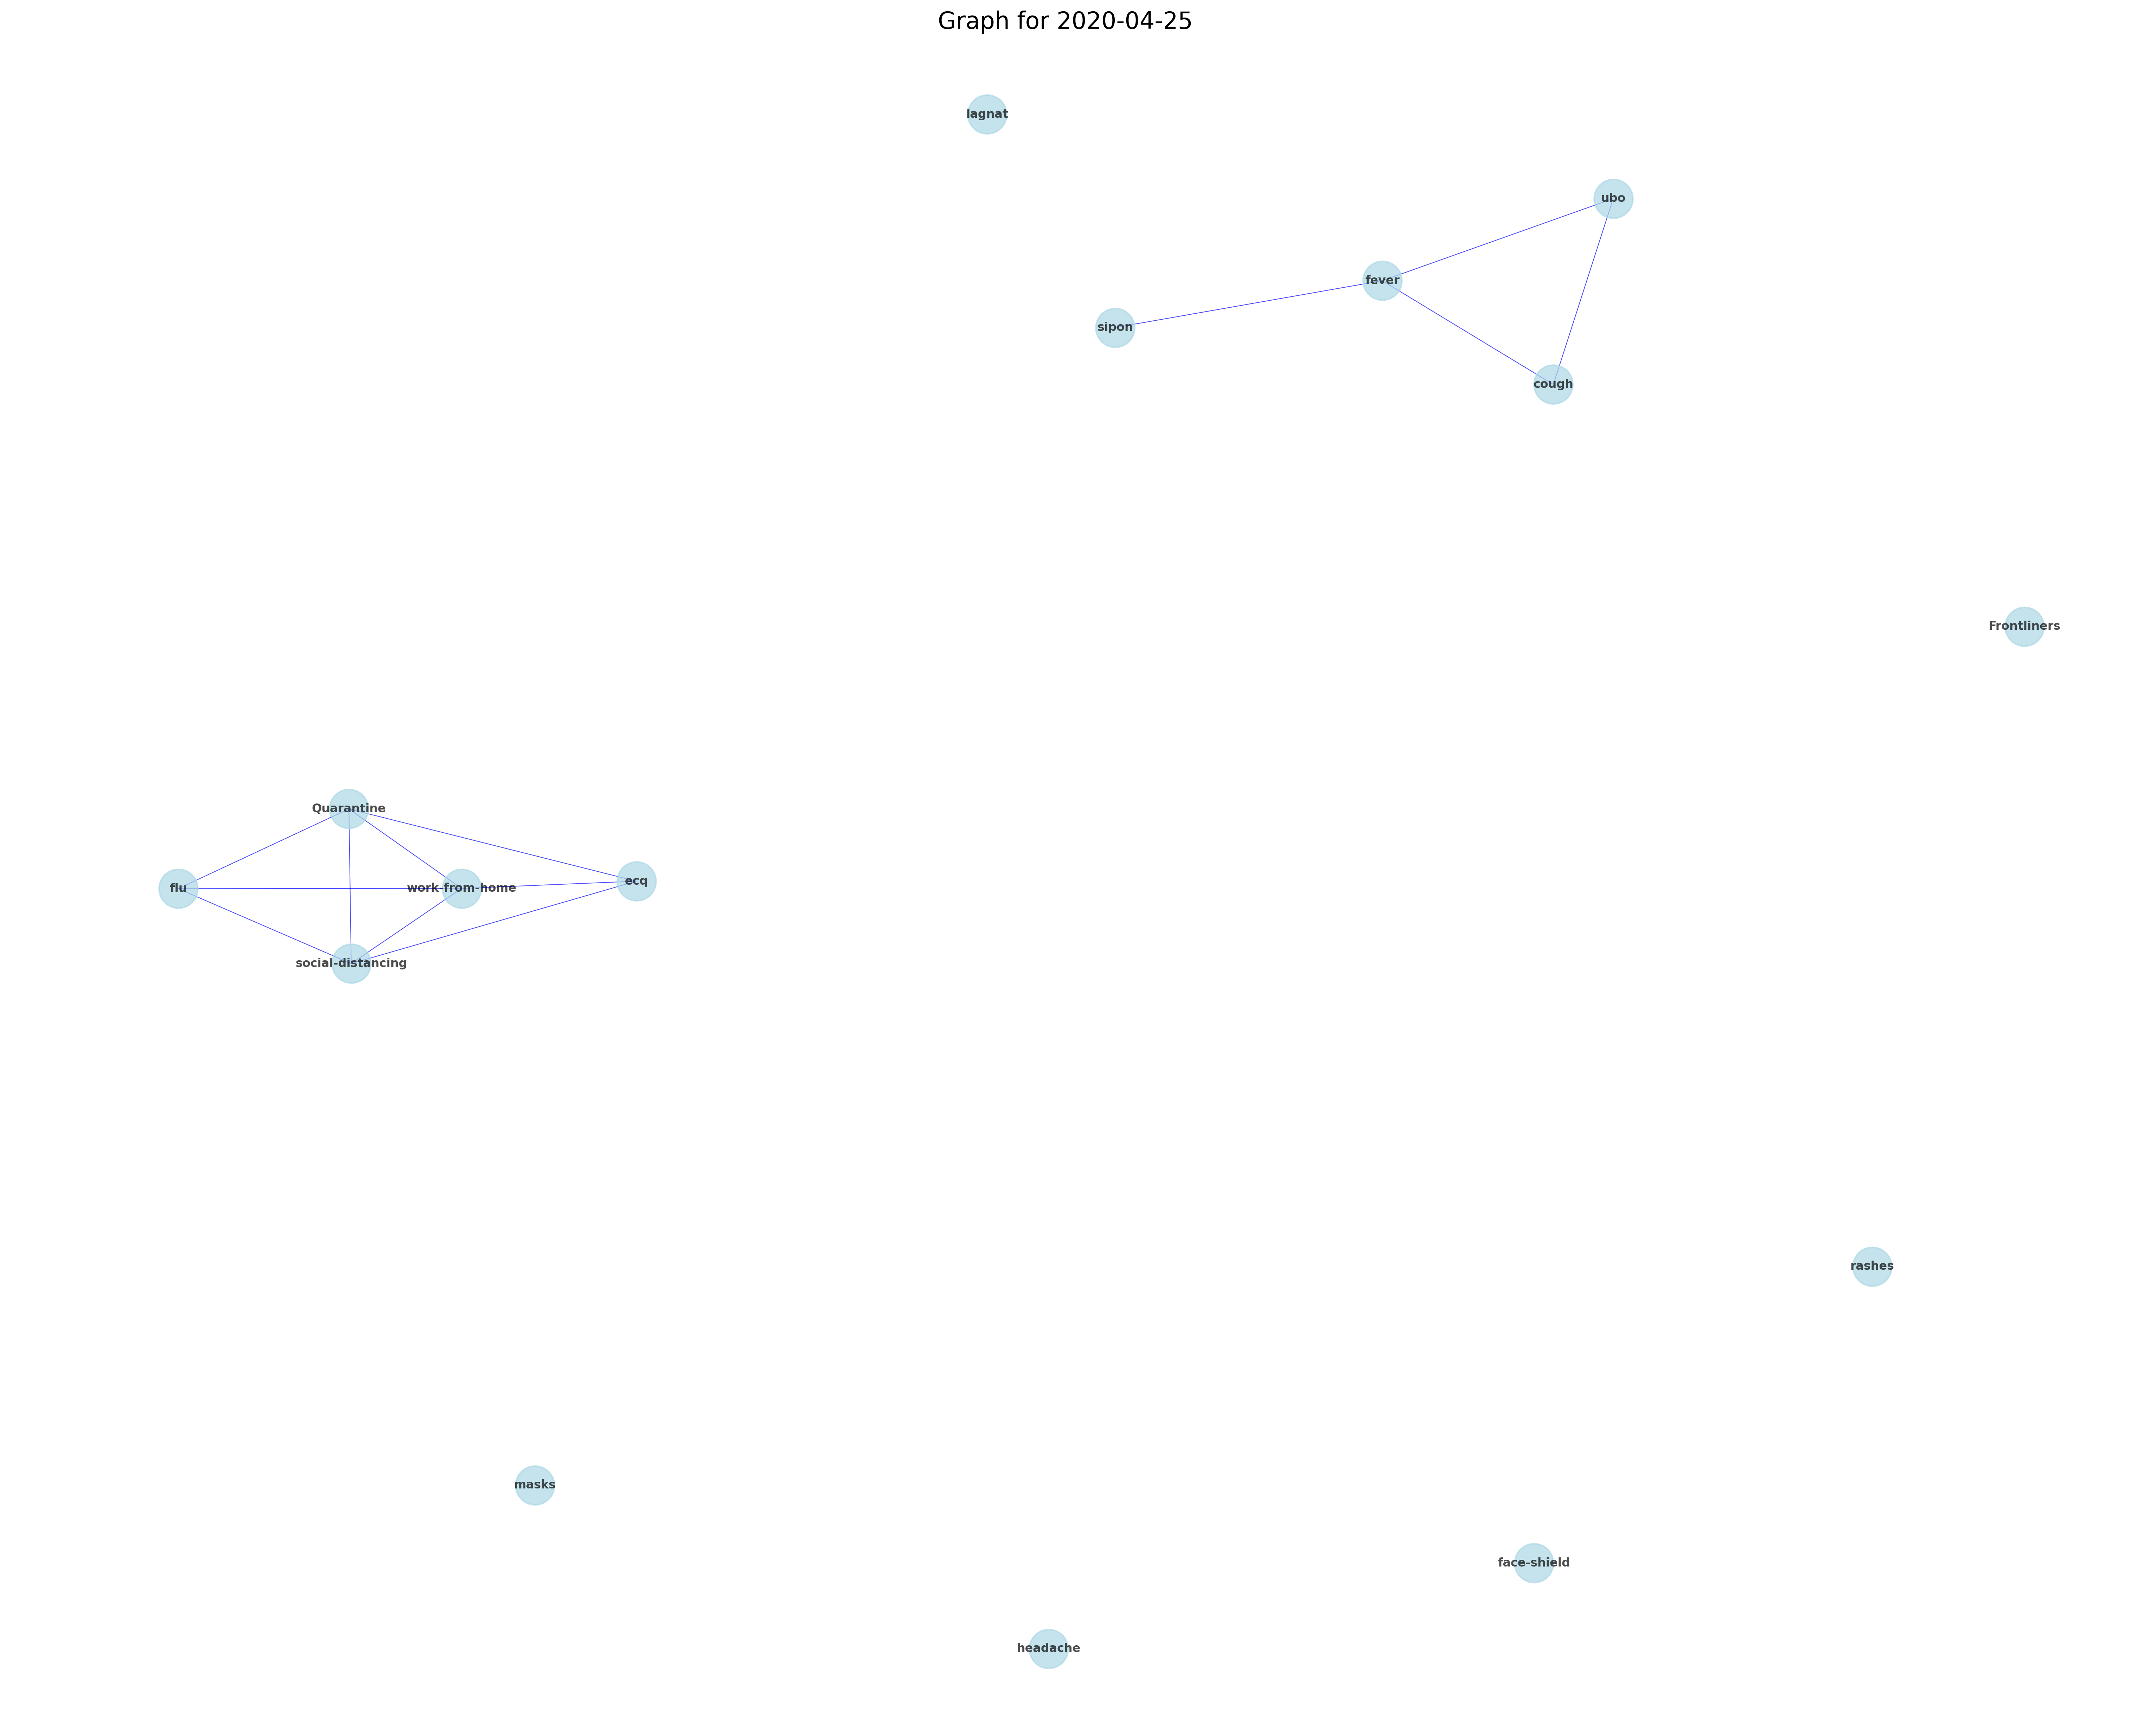 Graph for 2020-04-25
lagnat
ubo
fever
sipon
cough
Frontliners
Quarantine
ecq
flu
work-from-home
social-distancing
rashes
masks
face-shield
headache